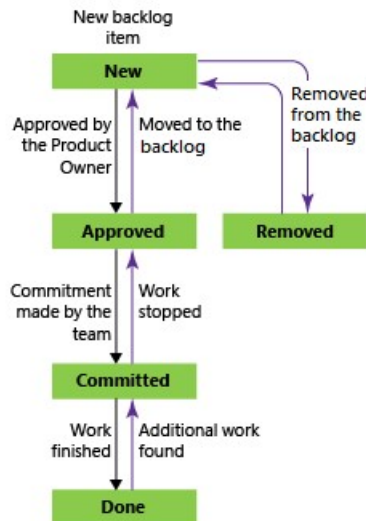 New backlog
item
New
Approved by
the Product
Owner
Moved to the
backlog
Removed
from the
backlog
Approved
Removed
Commitment
made by the
team
Work
stopped
Committed
Work
finished
Additional work
found
Done